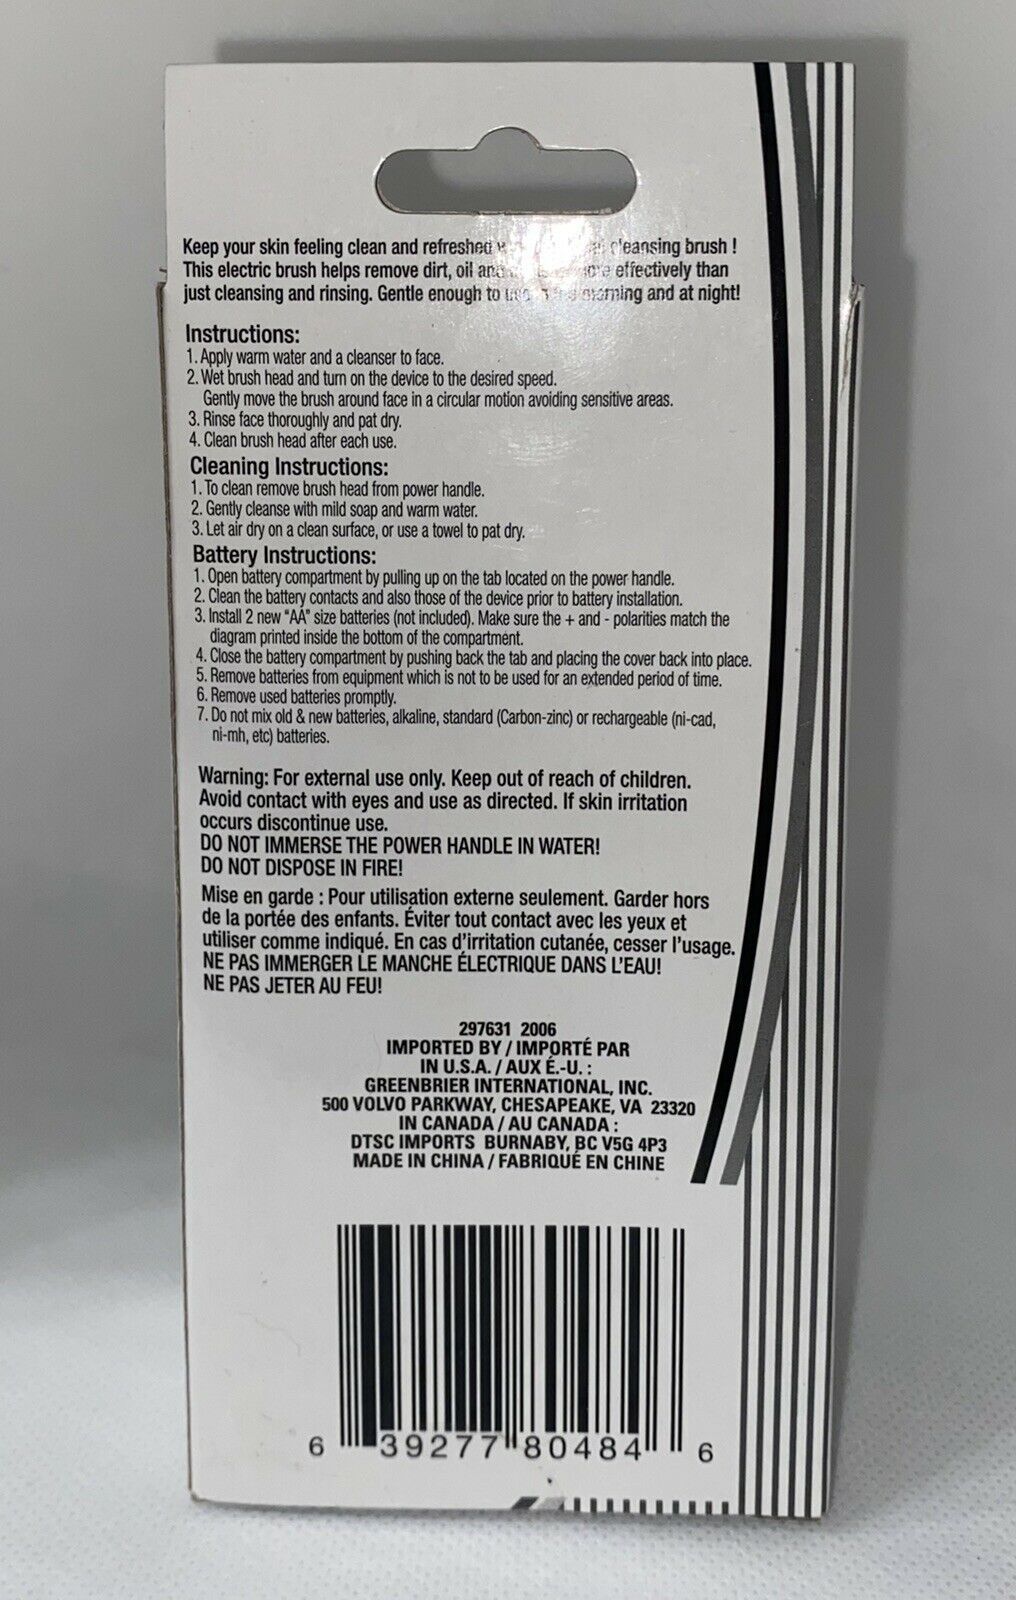 Keep your skin feeling clean and refreshed cleansing brush !
This electric brush helps remove dirt, oil and effectively than
just cleansing and rinsing. Gentle enough to use morning and at night!
Instructions:
1. Apply warm water and a cleanser to face.
2. Wet brush head and turn on the device to the desired speed.
Gently move the brush around face in a circular motion avoiding sensitive areas.
3. Rinse face thoroughly and pat dry.
4. Clean brush head after each use.
Cleaning Instructions:
1. To clean remove brush head from power handle.
2. Gently cleanse with mild soap and warm water.
3. Let air dry on a clean surface, or use a towel to pat dry.
Battery Instructions:
1. Open battery compartment by pulling up on the tab located on the power handle.
2. Clean the battery contacts and also those of the device prior to battery installation.
3. Install 2 new "AA" size batteries (not included). Make sure the + and - polarities match the
diagram printed inside the bottom of the compartment.
4. Close the battery compartment by pushing back the tab and placing the cover back into place.
5. Remove batteries from equipment which is not to be used for an extended period of time.
6. Remove used batteries promptly.
7. Do not mix old & new batteries, alkaline, standard (Carbon-zinc) or rechargeable (ni-cad,
ni-mh, etc) batteries.
Warning: For external use only. Keep out of reach of children.
Avoid contact with eyes and use as directed. If skin irritation
occurs discontinue use.
DO NOT IMMERSE THE POWER HANDLE IN WATER!
DO NOT DISPOSE IN FIRE!
Mise en garde : Pour utilisation externe seulement. Garder hors
de la portée des enfants. Éviter tout contact avec les yeux et
utiliser comme indiqué. En cas d'irritation cutanée, cesser l'usage.
NE PAS IMMERGER LE MANCHE ÉLECTRIQUE DANS L'EAU!
NE PAS JETER AU FEU!
297631 2006
IMPORTED BY / IMPORTÉ PAR
IN U.S.A. / AUX É.-U. :
GREENBRIER INTERNATIONAL, INC.
500 VOLVO PARKWAY, CHESAPEAKE, VA 23320
IN CANADA / AU CANADA :
DTSC IMPORTS BURNABY, BC V5G 4P3
MADE IN CHINA / FABRIQUÉ EN CHINE
6 39277 80484 6